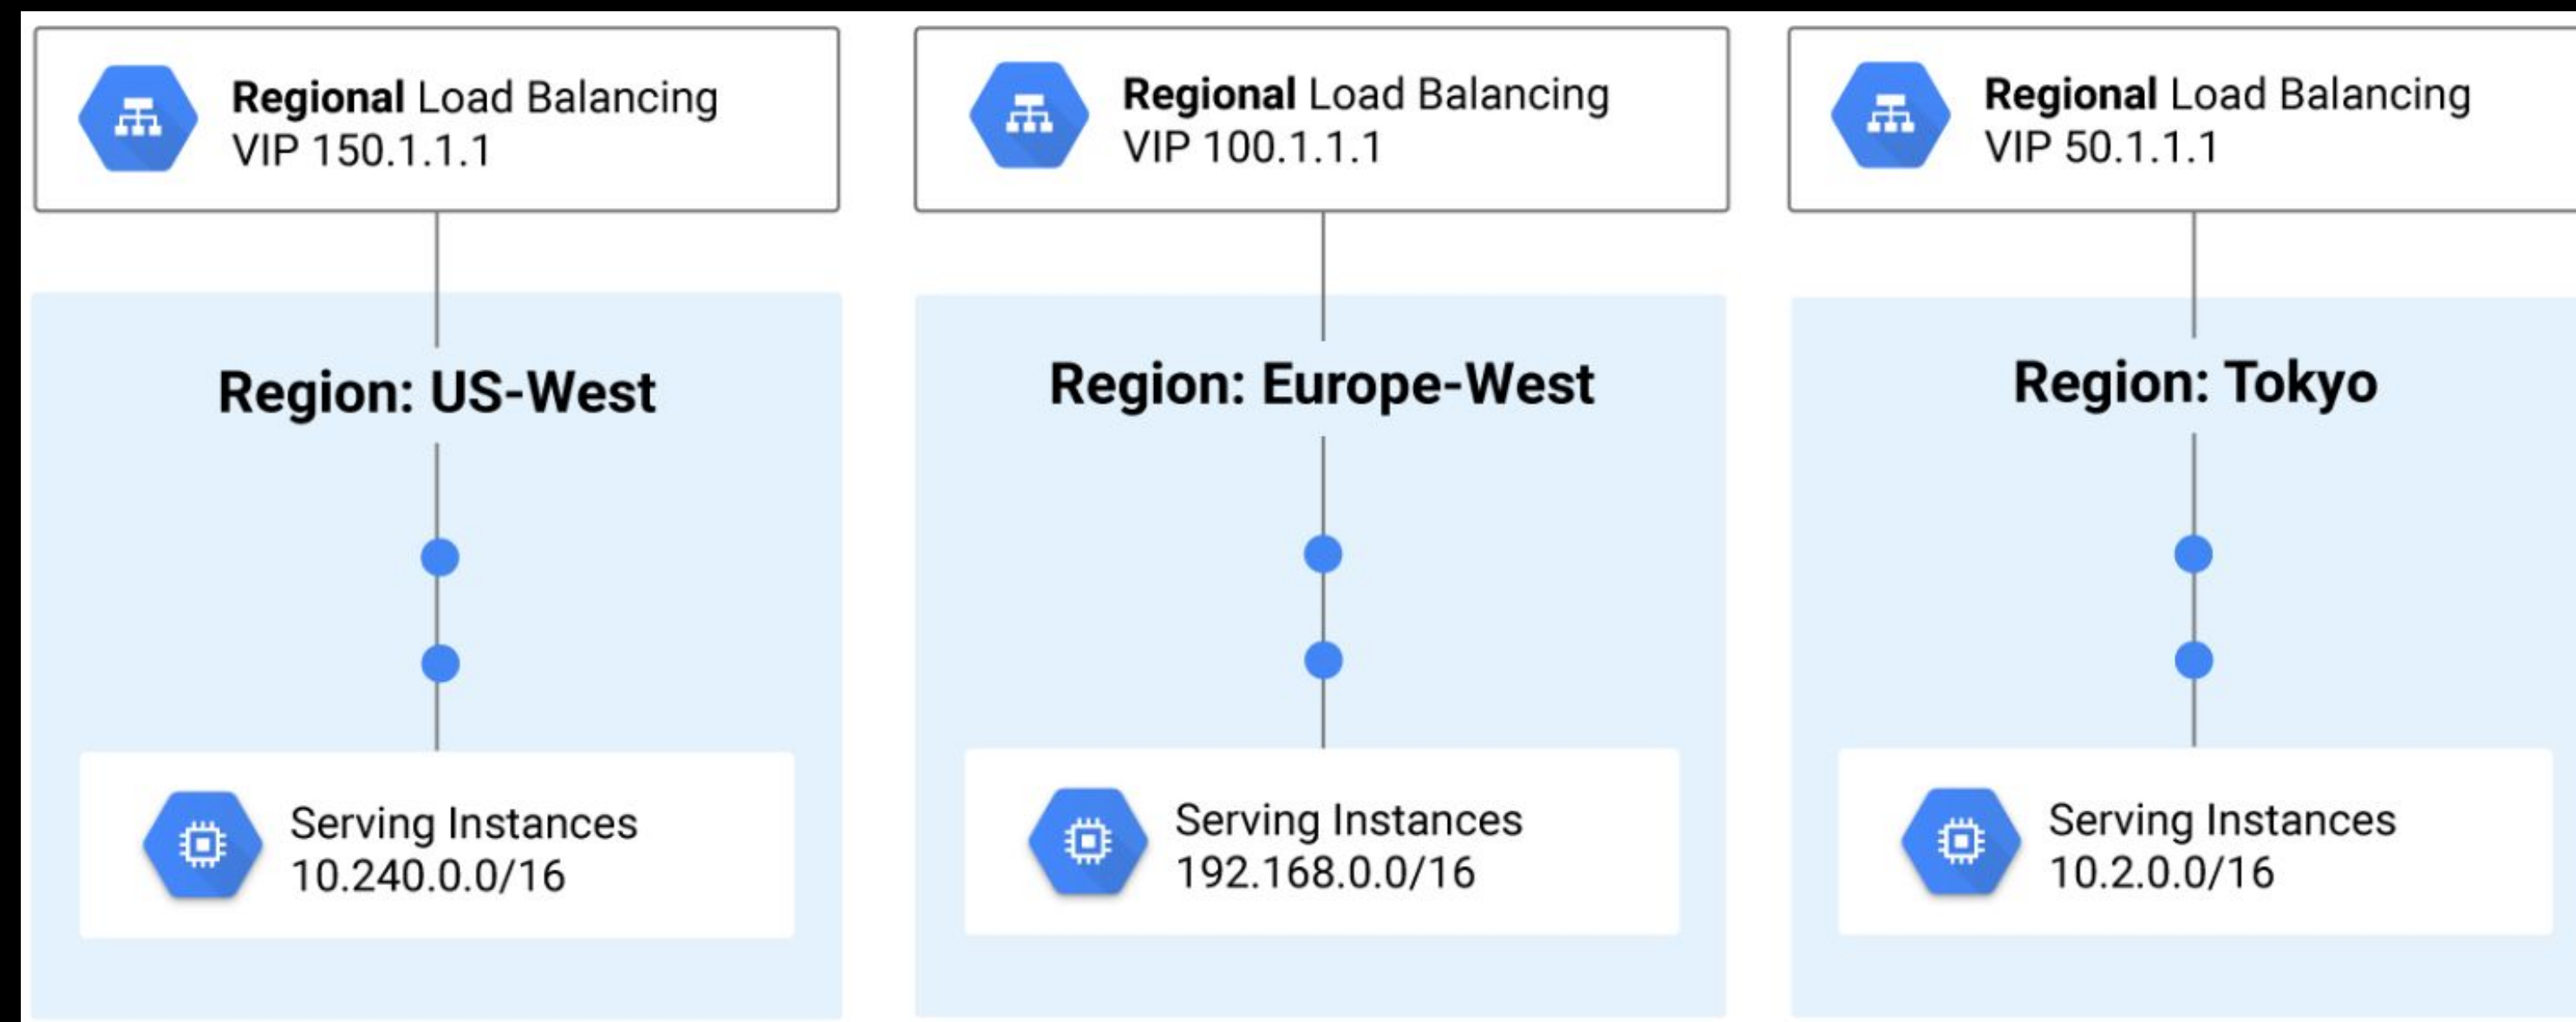 Regional Load Balancing
VIP 150.1.1.1
Regional Load Balancing
VIP 100.1.1.1
Regional Load Balancing
VIP 50.1.1.1
Region: US-West
Region: Europe-West
Region: Tokyo
Serving Instances
10.240.0.0/16
Serving Instances
192.168.0.0/16
Serving Instances
10.2.0.0/16